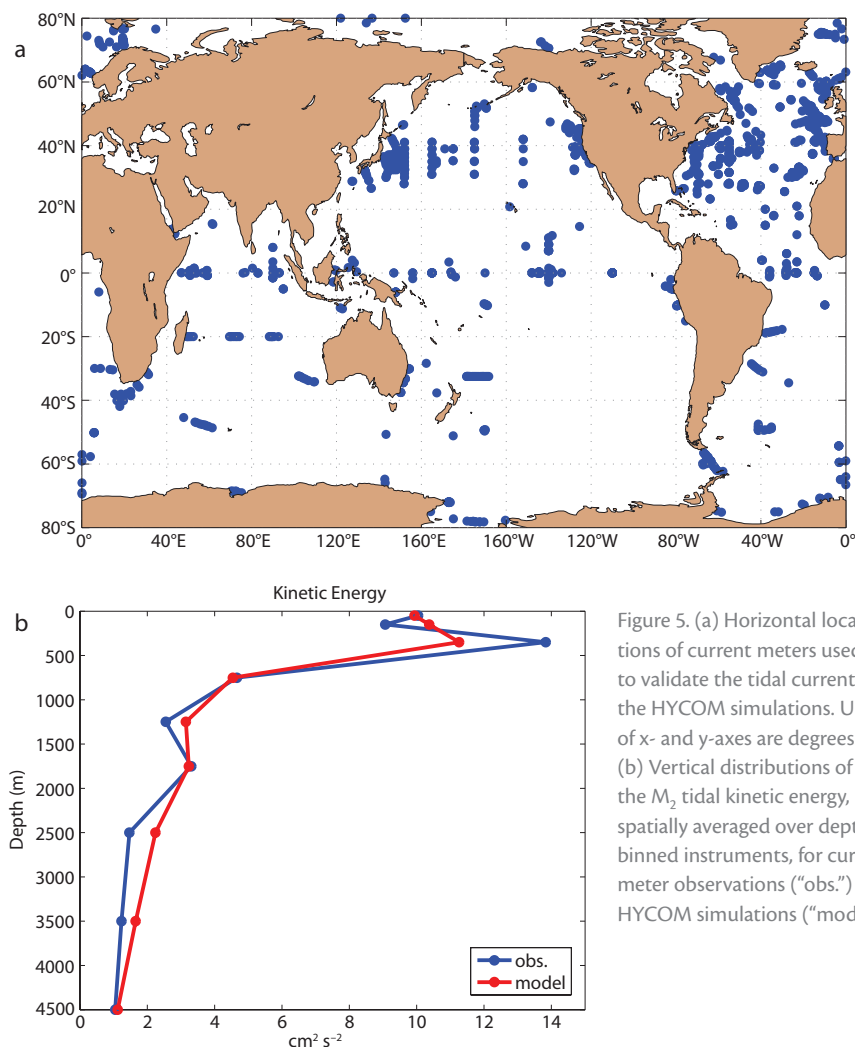 a
80°N
60°N
40°N
20°N
0°
20°S
40°S
60°S
80°S
0° 40°E 80°E 120°E 160°E 160°W 120°W 80°W 40°W 0°
b
Kinetic Energy
0
500
1000
1500
2000
2500
3000
3500
4000
4500
Depth (m)
obs.
model
0 2 4 6 8 10 12 14
cm² s⁻²
Figure 5. (a) Horizontal loca
tions of current meters used
to validate the tidal current
the HYCOM simulations. U
of x- and y-axes are degrees
(b) Vertical distributions of
the M₂ tidal kinetic energy,
spatially averaged over dept
binned instruments, for cur
meter observations (“obs.”)
HYCOM simulations (“mod